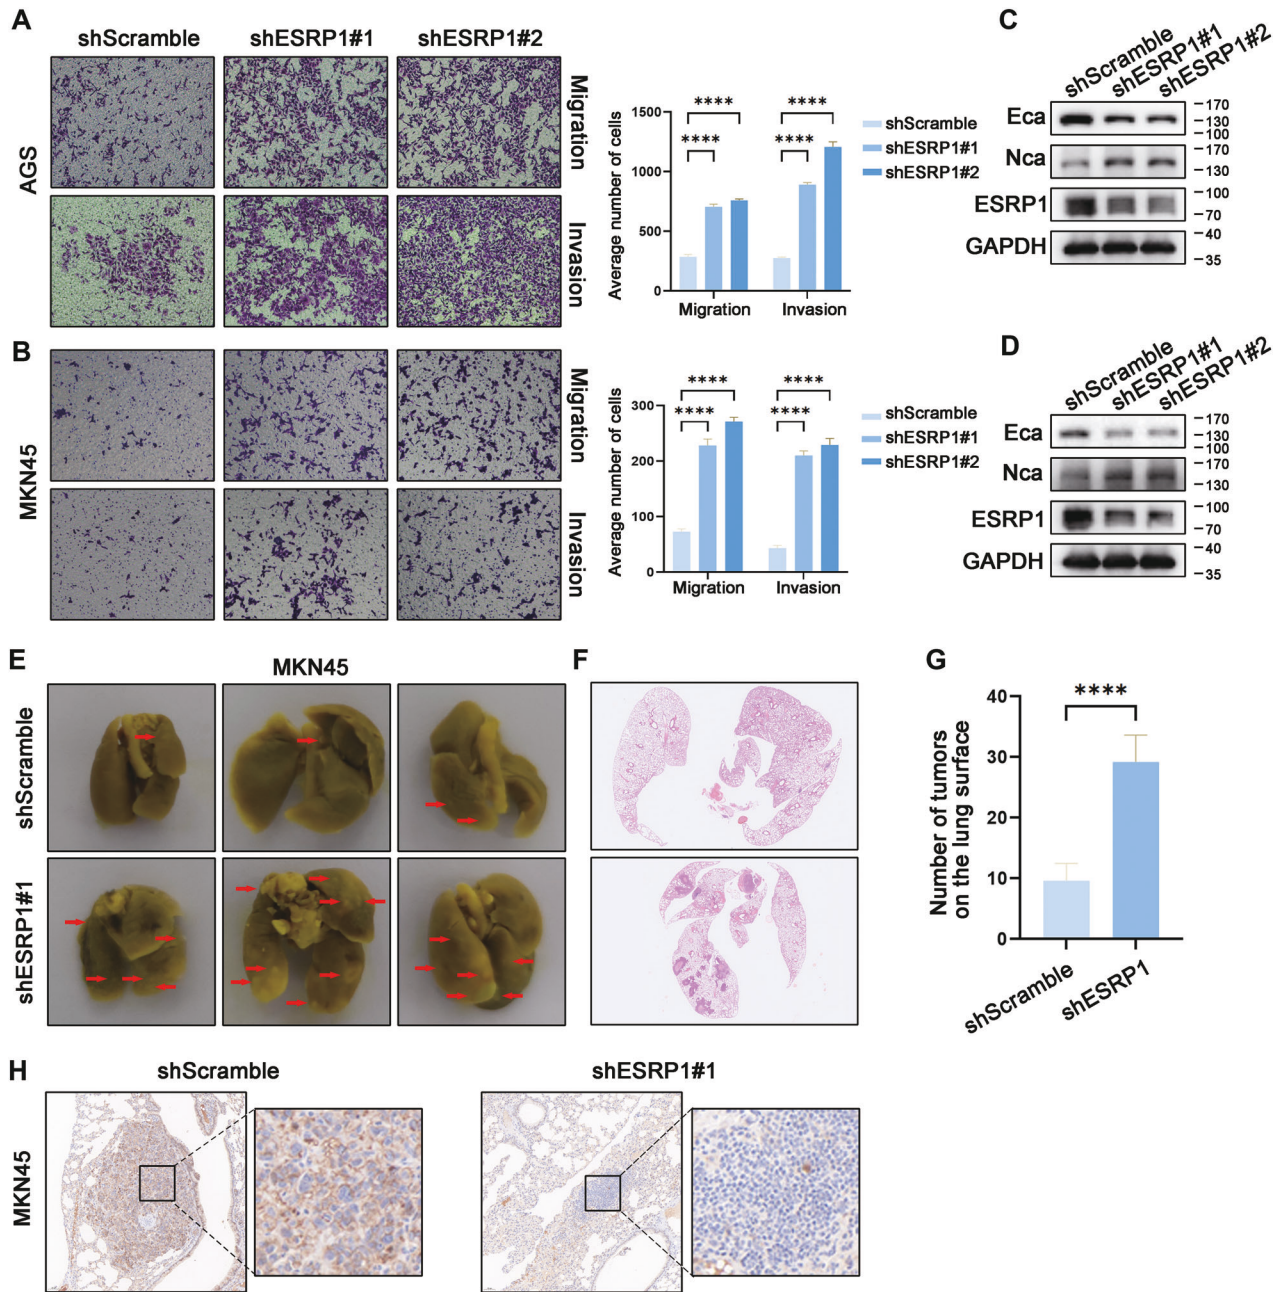 A
shScramble
shESRP1#1
shESRP1#2
AGS
Migration
Invasion
Average number of cells
1500
1000
500
0
****
****
****
****
Migration
Invasion
shScramble
shESRP1#1
shESRP1#2
C
shScramble
shESRP1#1
shESRP1#2
Eca
170
130
100
Nca
170
130
ESRP1
100
70
GAPDH
40
35
B
MKN45
Migration
Invasion
Average number of cells
300
200
100
0
****
****
****
****
Migration
Invasion
shScramble
shESRP1#1
shESRP1#2
D
shScramble
shESRP1#1
shESRP1#2
Eca
170
130
100
Nca
170
130
ESRP1
100
70
GAPDH
40
35
E
MKN45
shScramble
shESRP1#1
F
G
Number of tumors
on the lung surface
40
30
20
10
0
****
shScramble
shESRP1
H
shScramble
shESRP1#1
MKN45